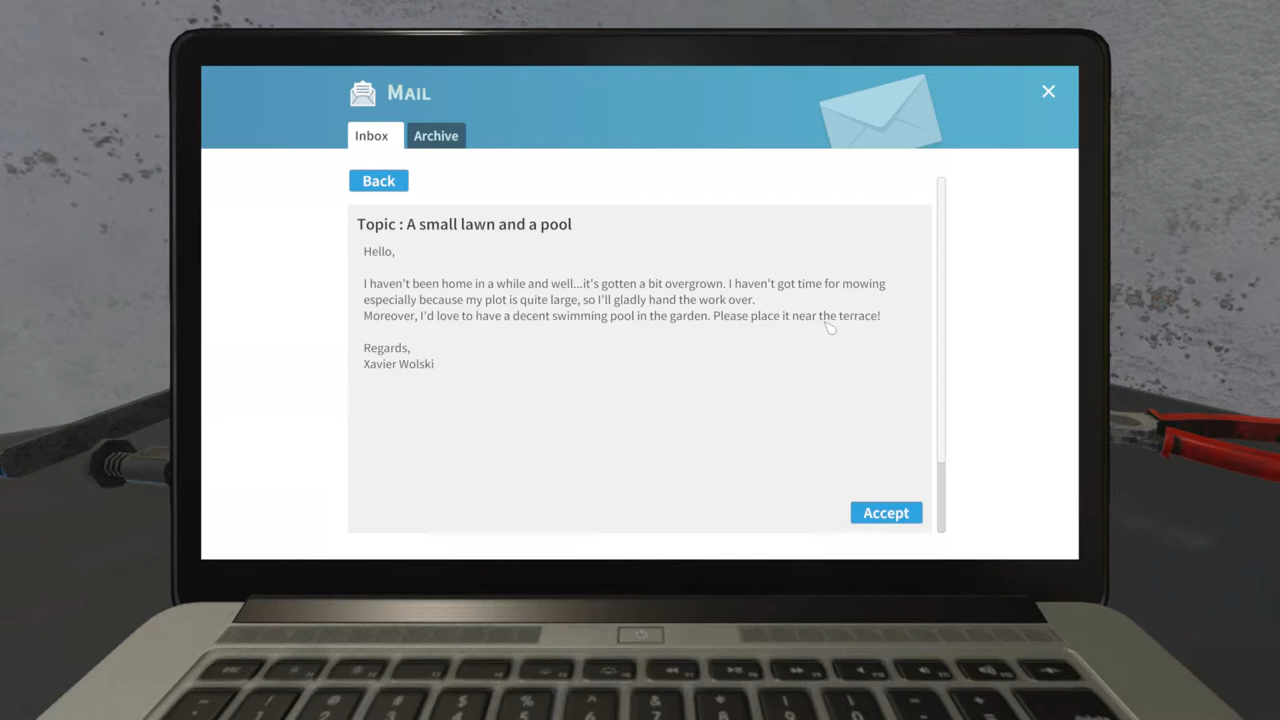 MAIL
Inbox
Archive
Back
Topic : A small lawn and a pool
Hello,
I haven't been home in a while and well...it's gotten a bit overgrown. I haven't got time for mowing
especially because my plot is quite large, so I'll gladly hand the work over.
Moreover, I'd love to have a decent swimming pool in the garden. Please place it near the terrace!
Regards,
Xavier Wolski
Accept